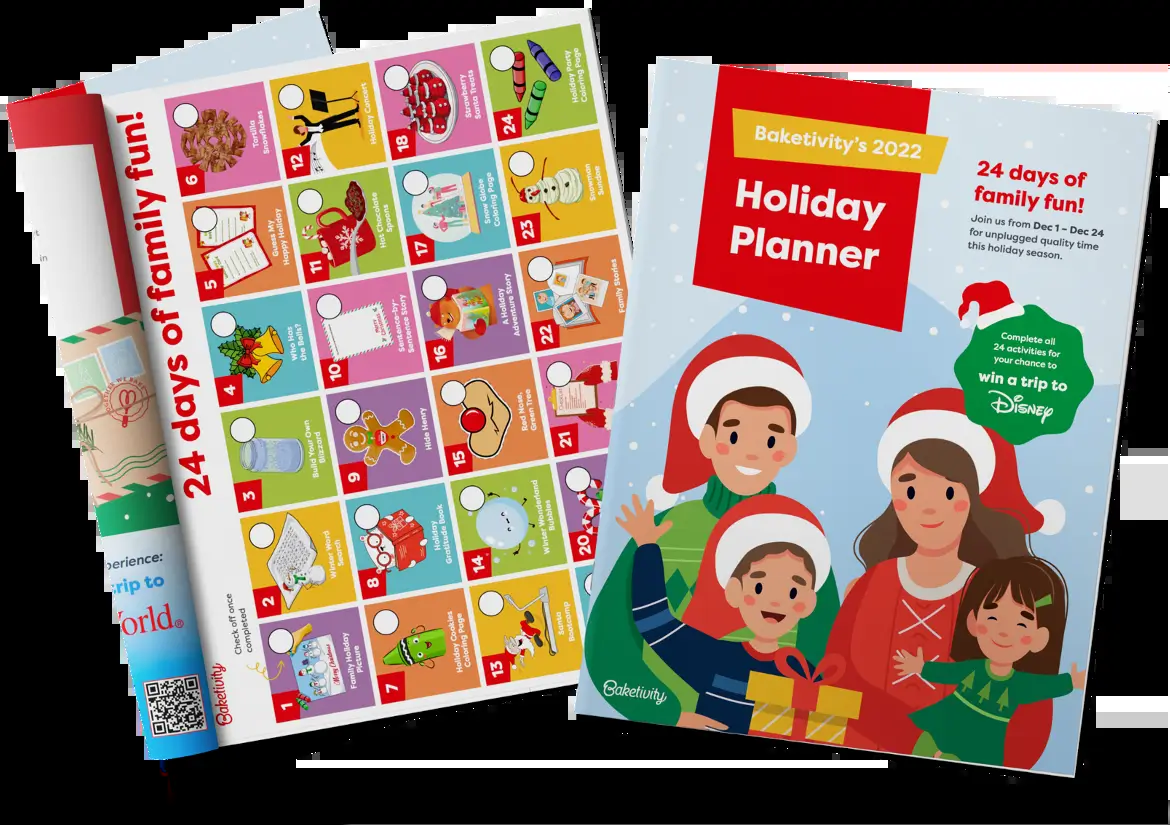 24 days of family fun!
Check off once
completed
Baketivity
1
Family Holiday
Picture
Merry Christmas
2
Winter Word
Search
3
Build Your Own
Blizzard
4
Who Has
the Bells?
5
Guess My
Happy Holiday
6
Tortilla
Snowflakes
7
Holiday Cookies
Coloring Page
8
Holiday
Gratitude Book
9
Hide Henry
10
Sentence-by-
Sentence Story
11
Hot Chocolate
Spoons
12
Holiday Concert
13
Santa
Bootcamp
14
Winter Wonderland
Bubbles
15
Red Nose,
Green Tree
16
A Holiday
Adventure Story
17
Snow Globe
Coloring Page
18
Strawberry
Santa Treats
20
21
22
Family Stories
23
Snowman
Sundae
24
Holiday Party
Coloring Page
in
perience:
trip to
orld®
Baketivity's 2022
Holiday
Planner
24 days of
family fun!
Join us from Dec 1 – Dec 24
for unplugged quality time
this holiday season.
Complete all
24 activities for
your chance to
win a trip to
Disney
Baketivity